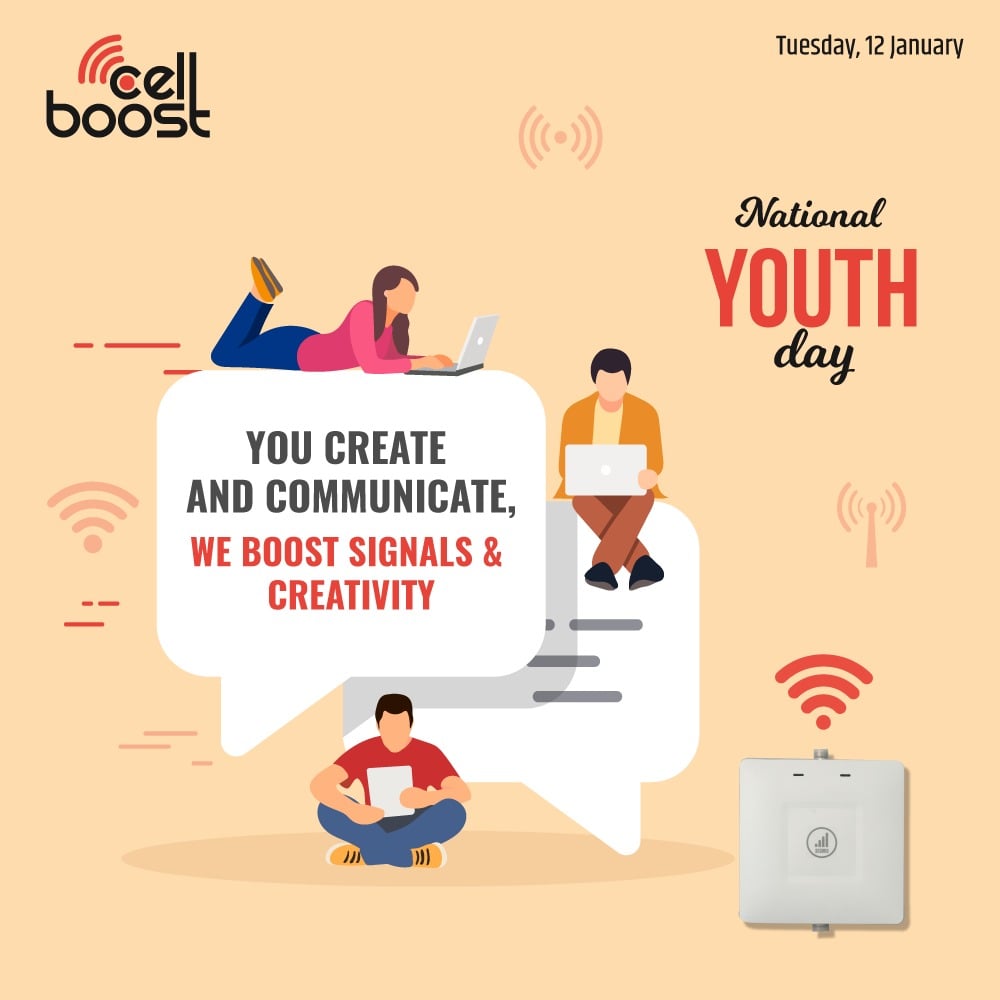 cell
boost
Tuesday, 12 January
National
YOUTH
day
YOU CREATE
AND COMMUNICATE,
WE BOOST SIGNALS &
CREATIVITY